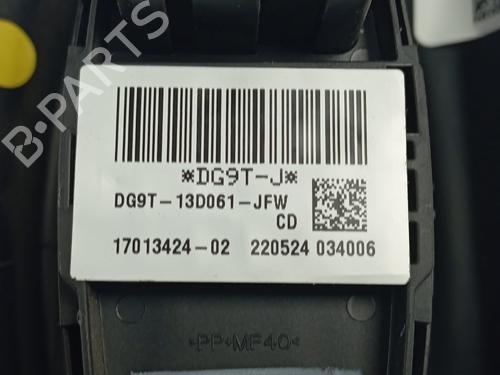 B-PARTS
*DG9T-J*
DG9T-13D061-JFW
CD
17013424-02 220524 034006
>PP-MF40<